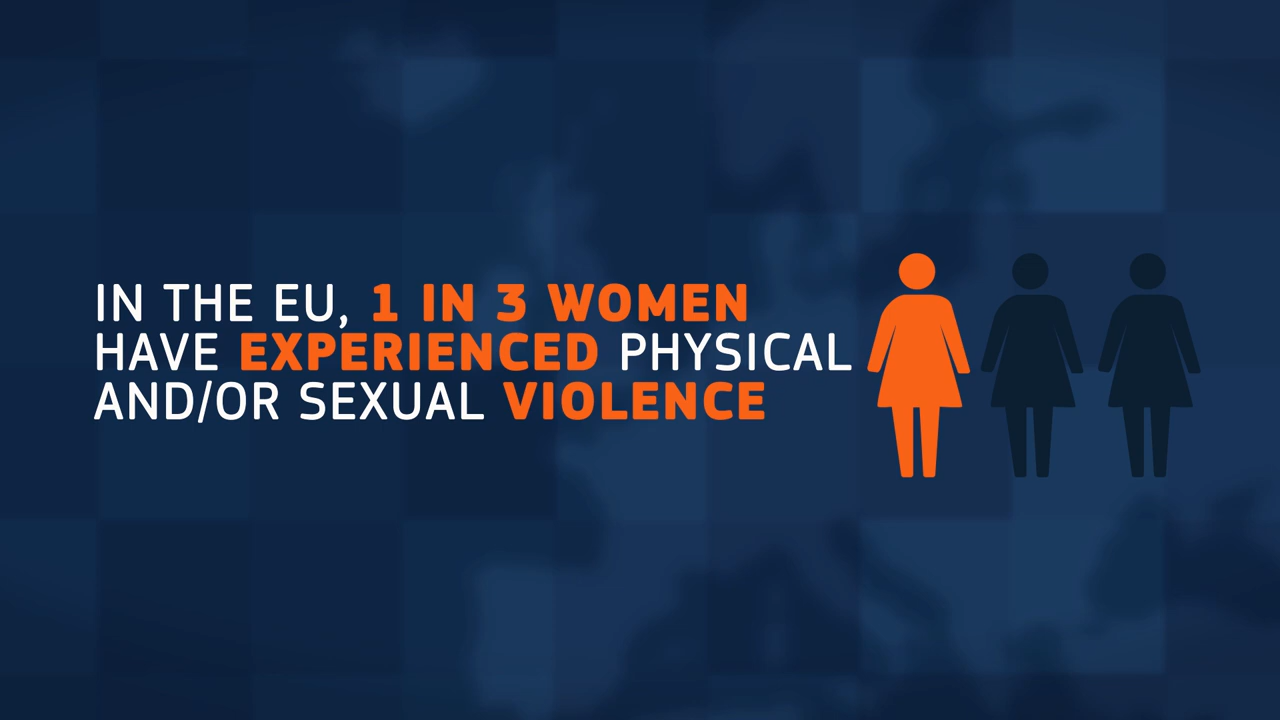 IN THE EU, 1 IN 3 WOMEN
HAVE EXPERIENCED PHYSICAL
AND/OR SEXUAL VIOLENCE